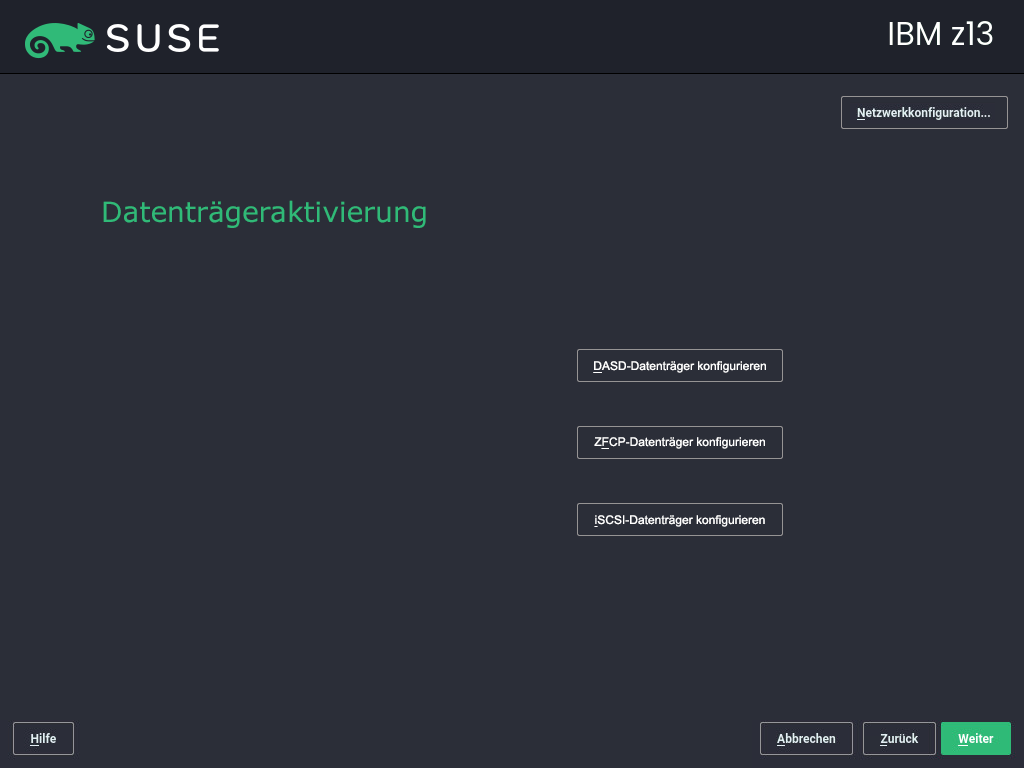 SUSE
IBM z13
Netzwerkkonfiguration...
Datenträgeraktivierung
DASD-Datenträger konfigurieren
ZFCP-Datenträger konfigurieren
iSCSI-Datenträger konfigurieren
Hilfe
Abbrechen
Zurück
Weiter